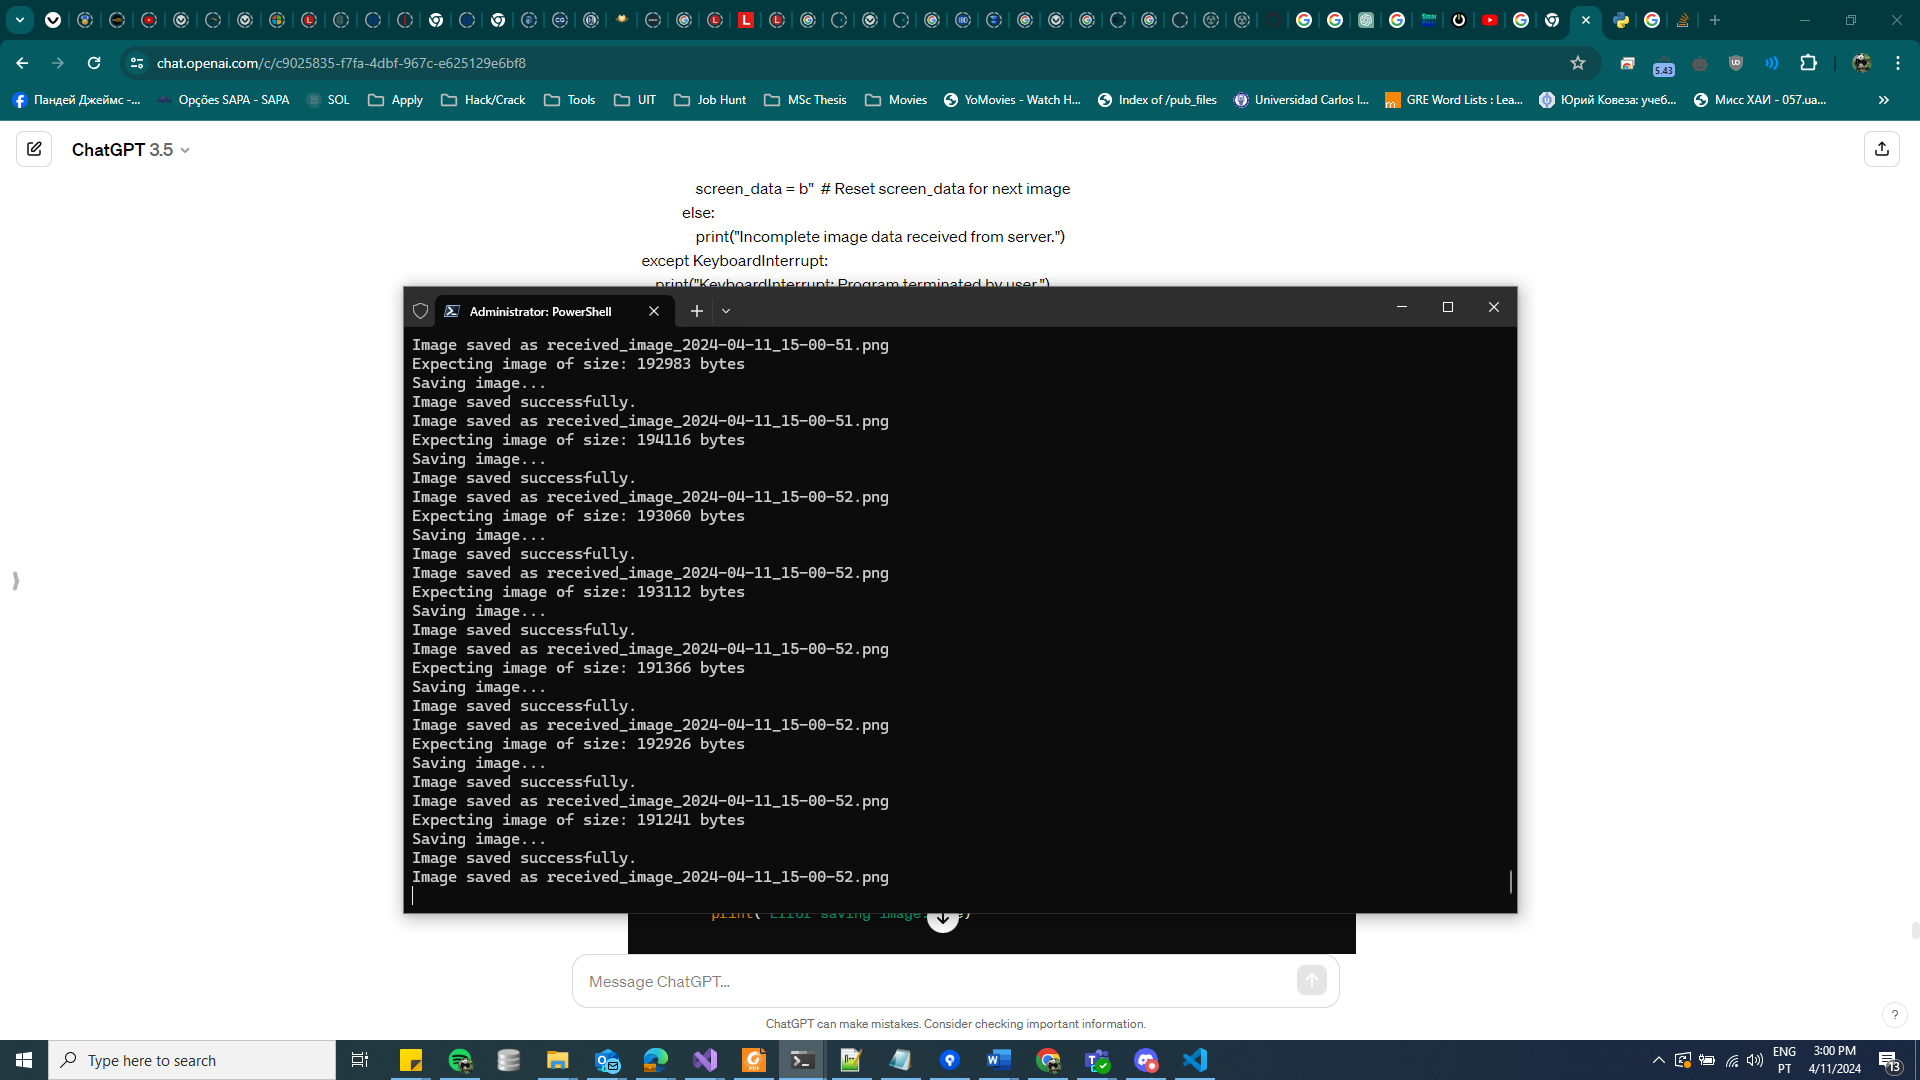 chat.openai.com/c/c9025835-f7fa-4dbf-967c-e625129e6bf8
5.43
Пандей Джеймс -...
Opções SAPA - SAPA
SOL
Apply
Hack/Crack
Tools
UIT
Job Hunt
MSc Thesis
Movies
YoMovies - Watch H...
Index of /pub_files
Universidad Carlos I...
GRE Word Lists : Lea...
Юрий Ковеза: учеб...
Мисс ХАИ - 057.ua...
ChatGPT 3.5
screen_data = b'' # Reset screen_data for next image
else:
print("Incomplete image data received from server.")
except KeyboardInterrupt:
print("KeyboardInterrupt: Program terminated by user.")
Administrator: PowerShell
Image saved as received_image_2024-04-11_15-00-51.png
Expecting image of size: 192983 bytes
Saving image...
Image saved successfully.
Image saved as received_image_2024-04-11_15-00-51.png
Expecting image of size: 194116 bytes
Saving image...
Image saved successfully.
Image saved as received_image_2024-04-11_15-00-52.png
Expecting image of size: 193060 bytes
Saving image...
Image saved successfully.
Image saved as received_image_2024-04-11_15-00-52.png
Expecting image of size: 193112 bytes
Saving image...
Image saved successfully.
Image saved as received_image_2024-04-11_15-00-52.png
Expecting image of size: 191366 bytes
Saving image...
Image saved successfully.
Image saved as received_image_2024-04-11_15-00-52.png
Expecting image of size: 192926 bytes
Saving image...
Image saved successfully.
Image saved as received_image_2024-04-11_15-00-52.png
Expecting image of size: 191241 bytes
Saving image...
Image saved successfully.
Image saved as received_image_2024-04-11_15-00-52.png
print("Error saving image:
Message ChatGPT...
ChatGPT can make mistakes. Consider checking important information.
?
Type here to search
ENG
PT
3:00 PM
4/11/2024
13